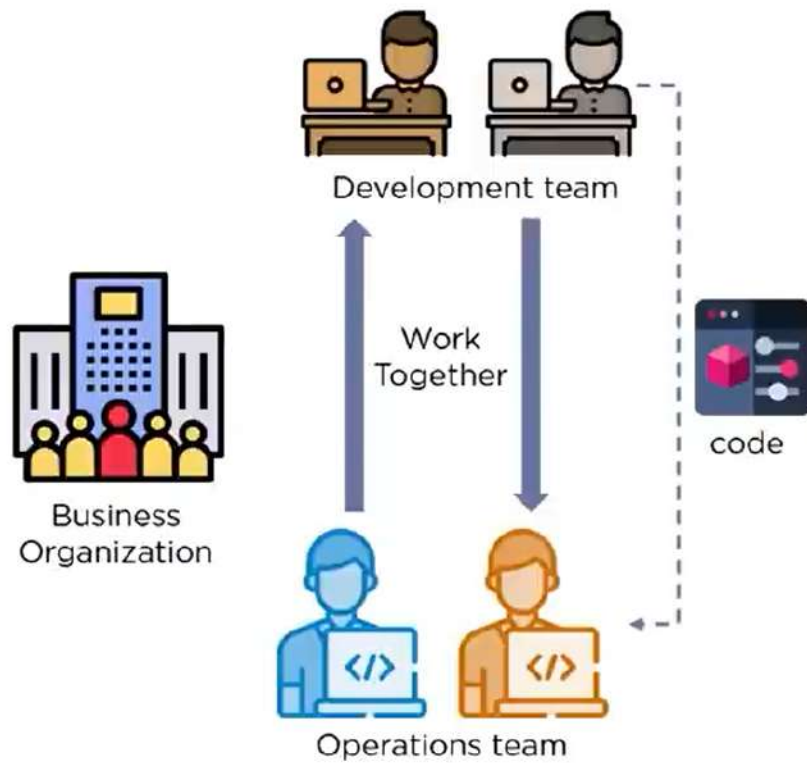 Development team
Work
Together
code
Business
Organization
</>
</>
Operations team